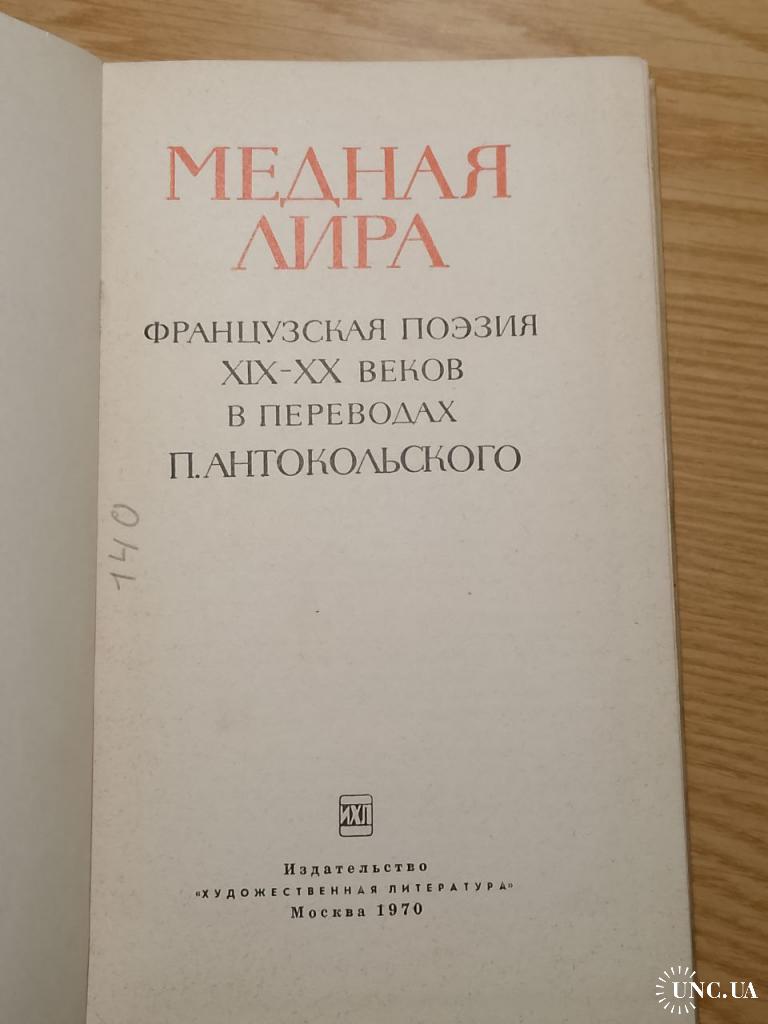 МЕДНАЯ
ЛИРА
ФРАНЦУЗСКАЯ ПОЭЗИЯ
XIX-XX ВЕКОВ
В ПЕРЕВОДАХ
П. АНТОКОЛЬСКОГО
140
ИХЛ
Издательство
«ХУДОЖЕСТВЕННАЯ ЛИТЕРАТУРА»
Москва 1970
UNC.UA